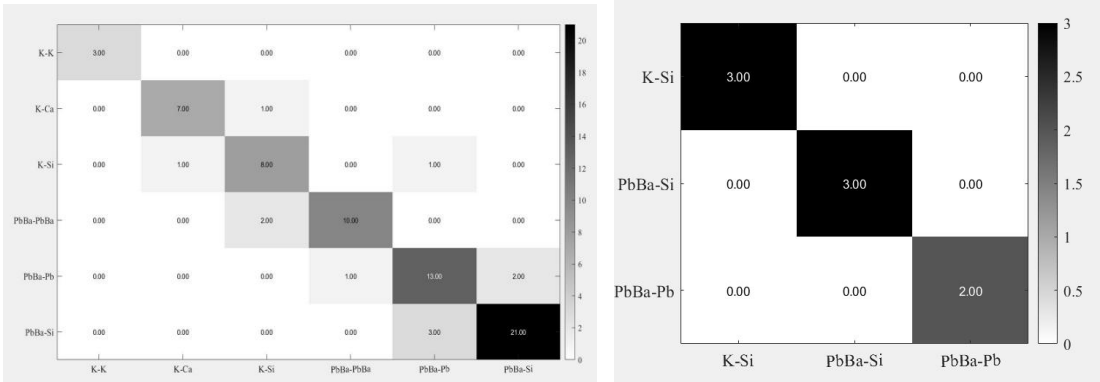 K-K 3.00 0.00 0.00 0.00 0.00 0.00
K-Ca 0.00 7.00 1.00 0.00 0.00 0.00
K-Si 0.00 1.00 8.00 0.00 1.00 0.00
PbBa-PbBa 0.00 0.00 2.00 10.00 0.00 0.00
PbBa-Pb 0.00 0.00 0.00 1.00 13.00 2.00
PbBa-Si 0.00 0.00 0.00 0.00 3.00 21.00
K-K K-Ca K-Si PbBa-PbBa PbBa-Pb PbBa-Si
20
18
16
14
12
10
8
6
4
2
0
K-Si 3.00 0.00 0.00
PbBa-Si 0.00 3.00 0.00
PbBa-Pb 0.00 0.00 2.00
K-Si PbBa-Si PbBa-Pb
3
2.5
2
1.5
1
0.5
0